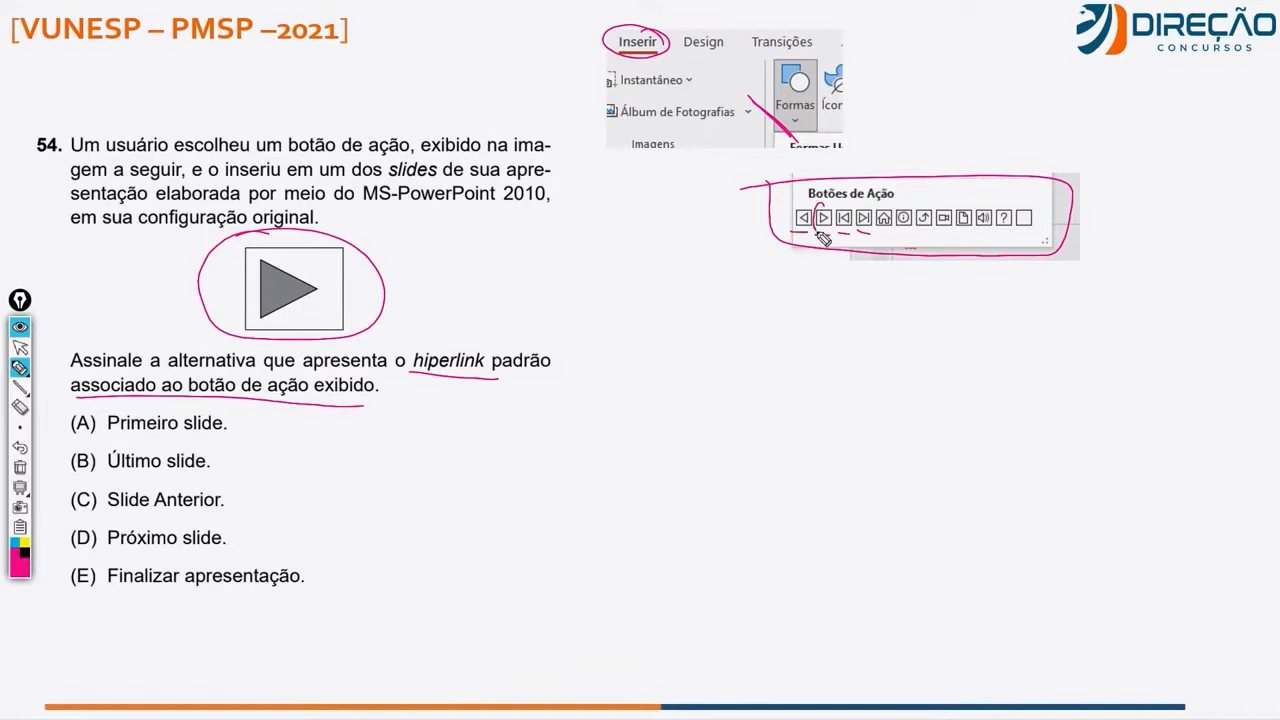 [VUNESP – PMSP –2021]
DIREÇÃO
CONCURSOS
Inserir Design Transições
Instantâneo
Álbum de Fotografias
Formas
Imagens
Botões de Ação
54. Um usuário escolheu um botão de ação, exibido na ima-
gem a seguir, e o inseriu em um dos slides de sua apre-
sentação elaborada por meio do MS-PowerPoint 2010,
em sua configuração original.
Assinale a alternativa que apresenta o hiperlink padrão
associado ao botão de ação exibido.
(A) Primeiro slide.
(B) Último slide.
(C) Slide Anterior.
(D) Próximo slide.
(E) Finalizar apresentação.